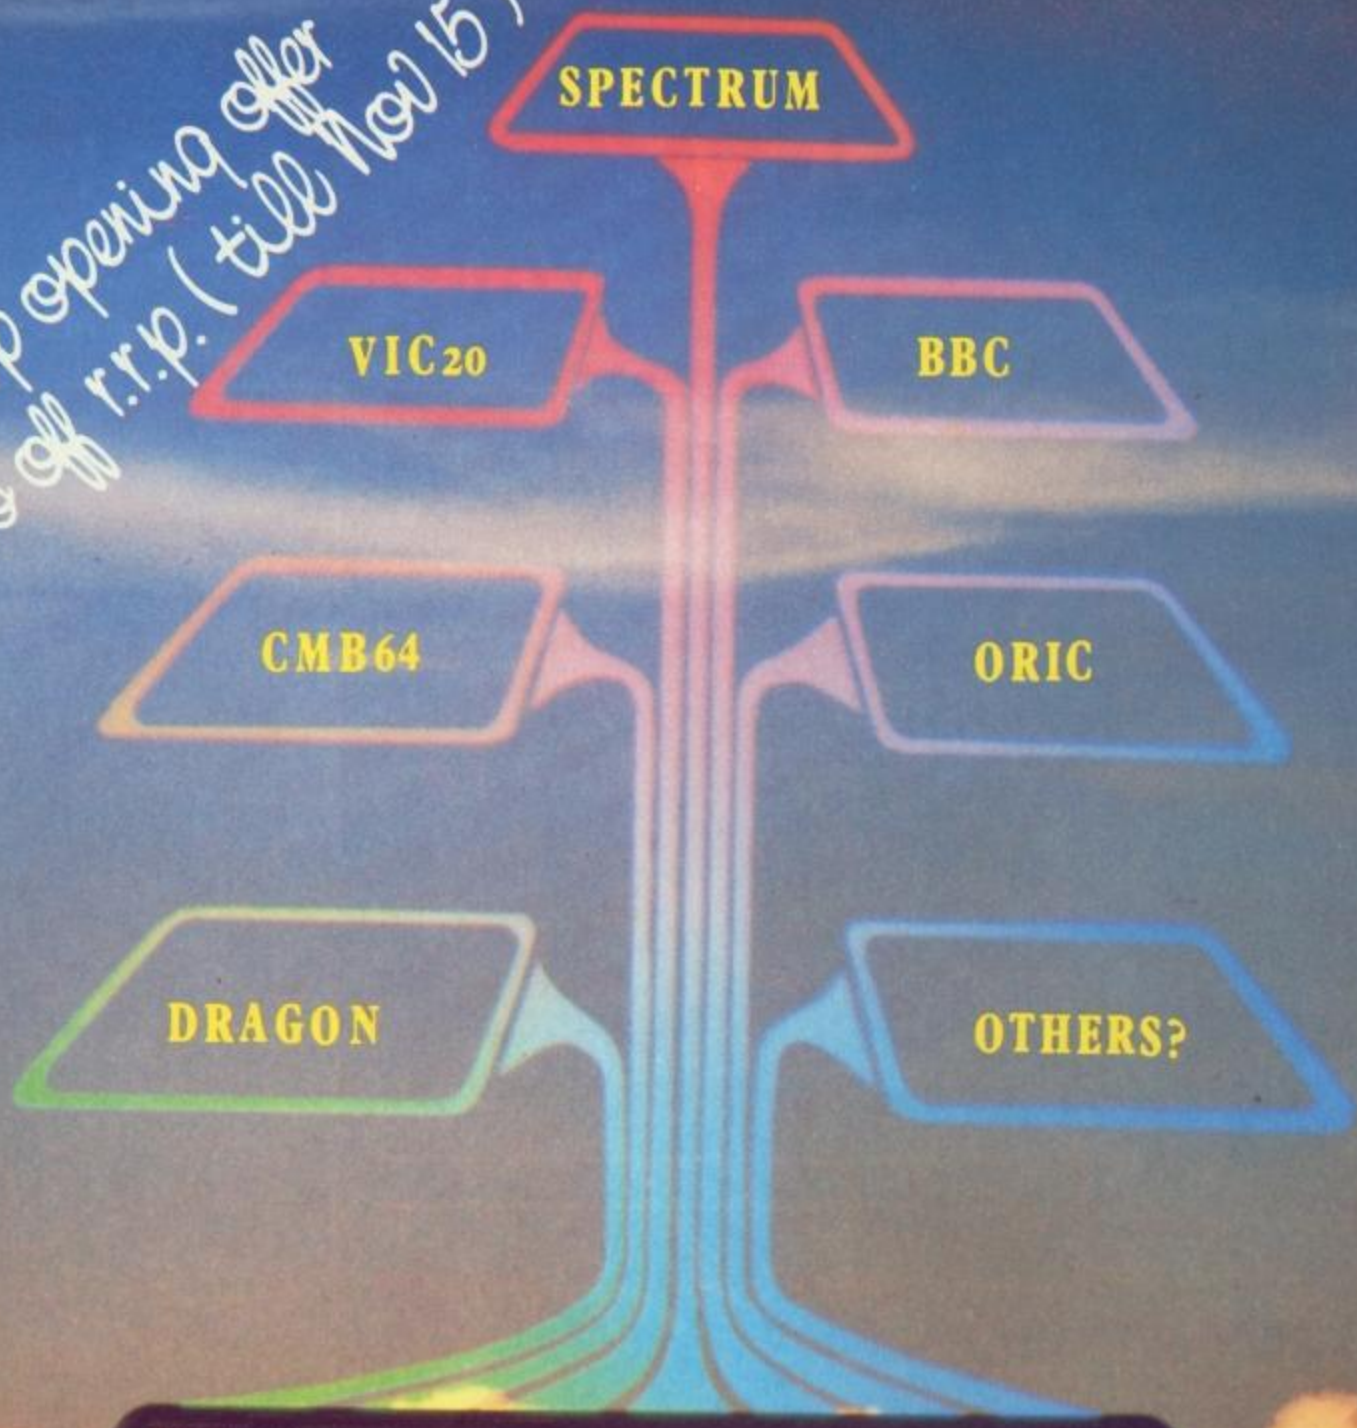 opening offer
off r.r.p. (till Nov 15)
SPECTRUM
VIC20
BBC
CMB64
ORIC
DRAGON
OTHERS?